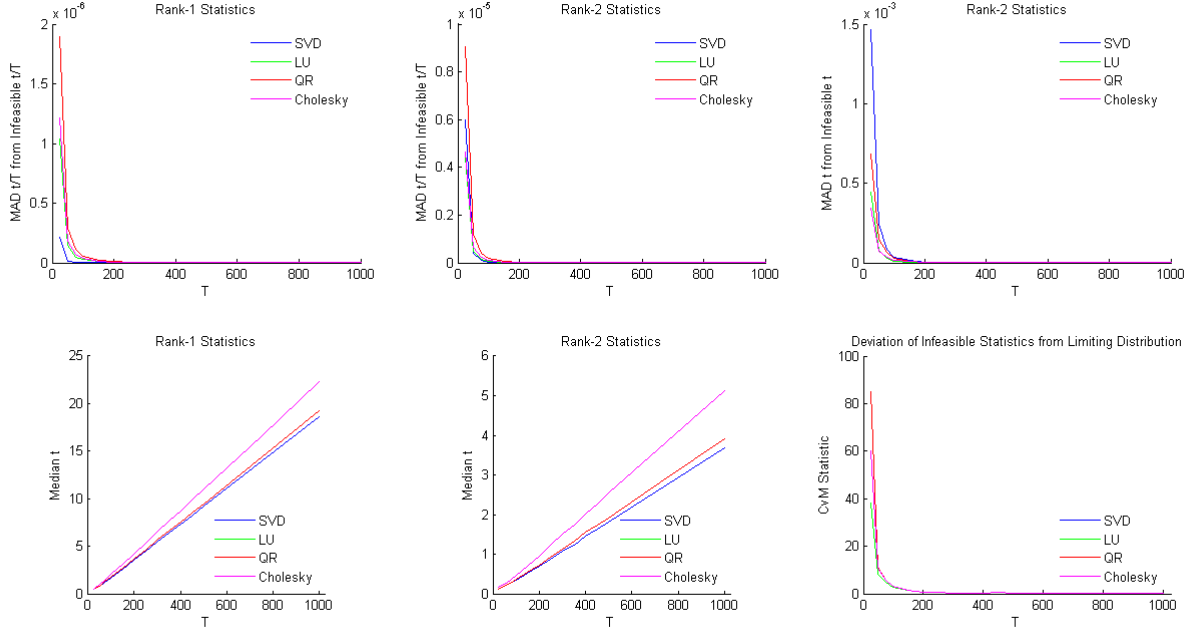 × 10^-6
Rank-1 Statistics
2
1.5
1
0.5
0
MAD t/T from Infeasible t/T
0
200
400
600
800
1000
T
SVD
LU
QR
Cholesky
× 10^-5
Rank-2 Statistics
1
0.8
0.6
0.4
0.2
0
MAD t/T from Infeasible t/T
0
200
400
600
800
1000
T
SVD
LU
QR
Cholesky
× 10^-3
Rank-2 Statistics
1.5
1
0.5
0
MAD t from Infeasible t
0
200
400
600
800
1000
T
SVD
LU
QR
Cholesky
Rank-1 Statistics
25
20
15
10
5
0
Median t
0
200
400
600
800
1000
T
SVD
LU
QR
Cholesky
Rank-2 Statistics
6
5
4
3
2
1
0
Median t
0
200
400
600
800
1000
T
SVD
LU
QR
Cholesky
Deviation of Infeasible Statistics from Limiting Distribution
100
80
60
40
20
0
CvM Statistic
0
200
400
600
800
1000
T
SVD
LU
QR
Cholesky